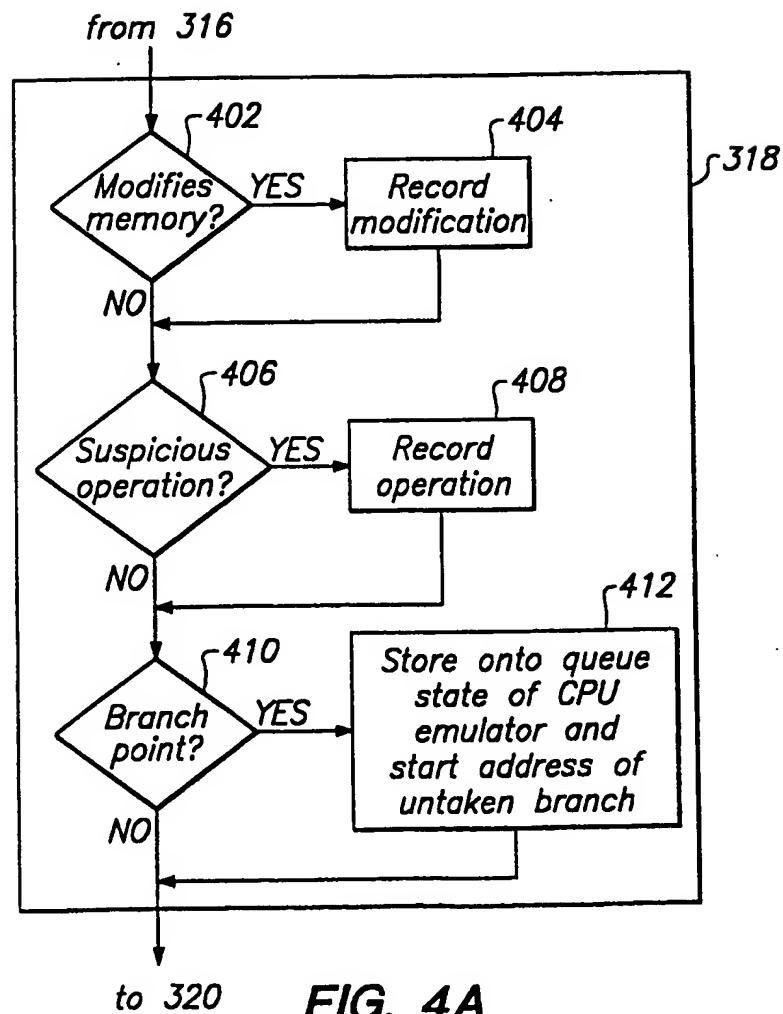 from 316
402
404
318
Modifies
memory?
YES
Record
modification
NO
406
408
Suspicious
operation?
YES
Record
operation
NO
412
410
Branch
point?
YES
Store onto queue
state of CPU
emulator and
start address of
untaken branch
NO
to 320
FIG. 4A